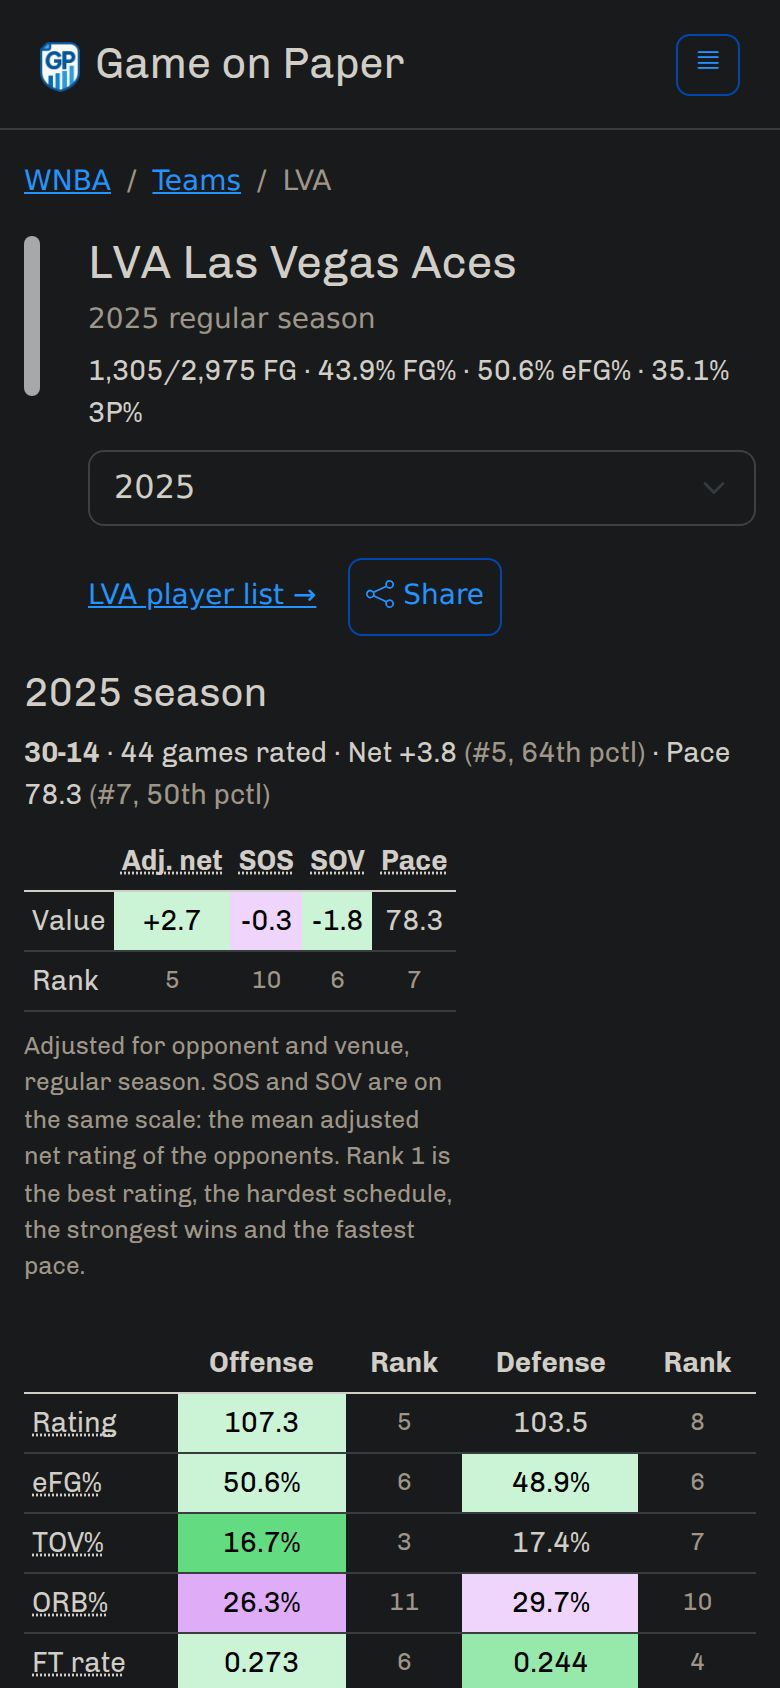 GP Game on Paper
WNBA / Teams / LVA
LVA Las Vegas Aces
2025 regular season
1,305/2,975 FG · 43.9% FG% · 50.6% eFG% · 35.1%
3P%
2025
LVA player list →
Share
2025 season
30-14 · 44 games rated · Net +3.8 (#5, 64th pctl) · Pace
78.3 (#7, 50th pctl)
Adj. net SOS SOV Pace
Value +2.7 -0.3 -1.8 78.3
Rank 5 10 6 7
Adjusted for opponent and venue,
regular season. SOS and SOV are on
the same scale: the mean adjusted
net rating of the opponents. Rank 1 is
the best rating, the hardest schedule,
the strongest wins and the fastest
pace.
Offense Rank Defense Rank
Rating 107.3 5 103.5 8
eFG% 50.6% 6 48.9% 6
TOV% 16.7% 3 17.4% 7
ORB% 26.3% 11 29.7% 10
FT rate 0.273 6 0.244 4